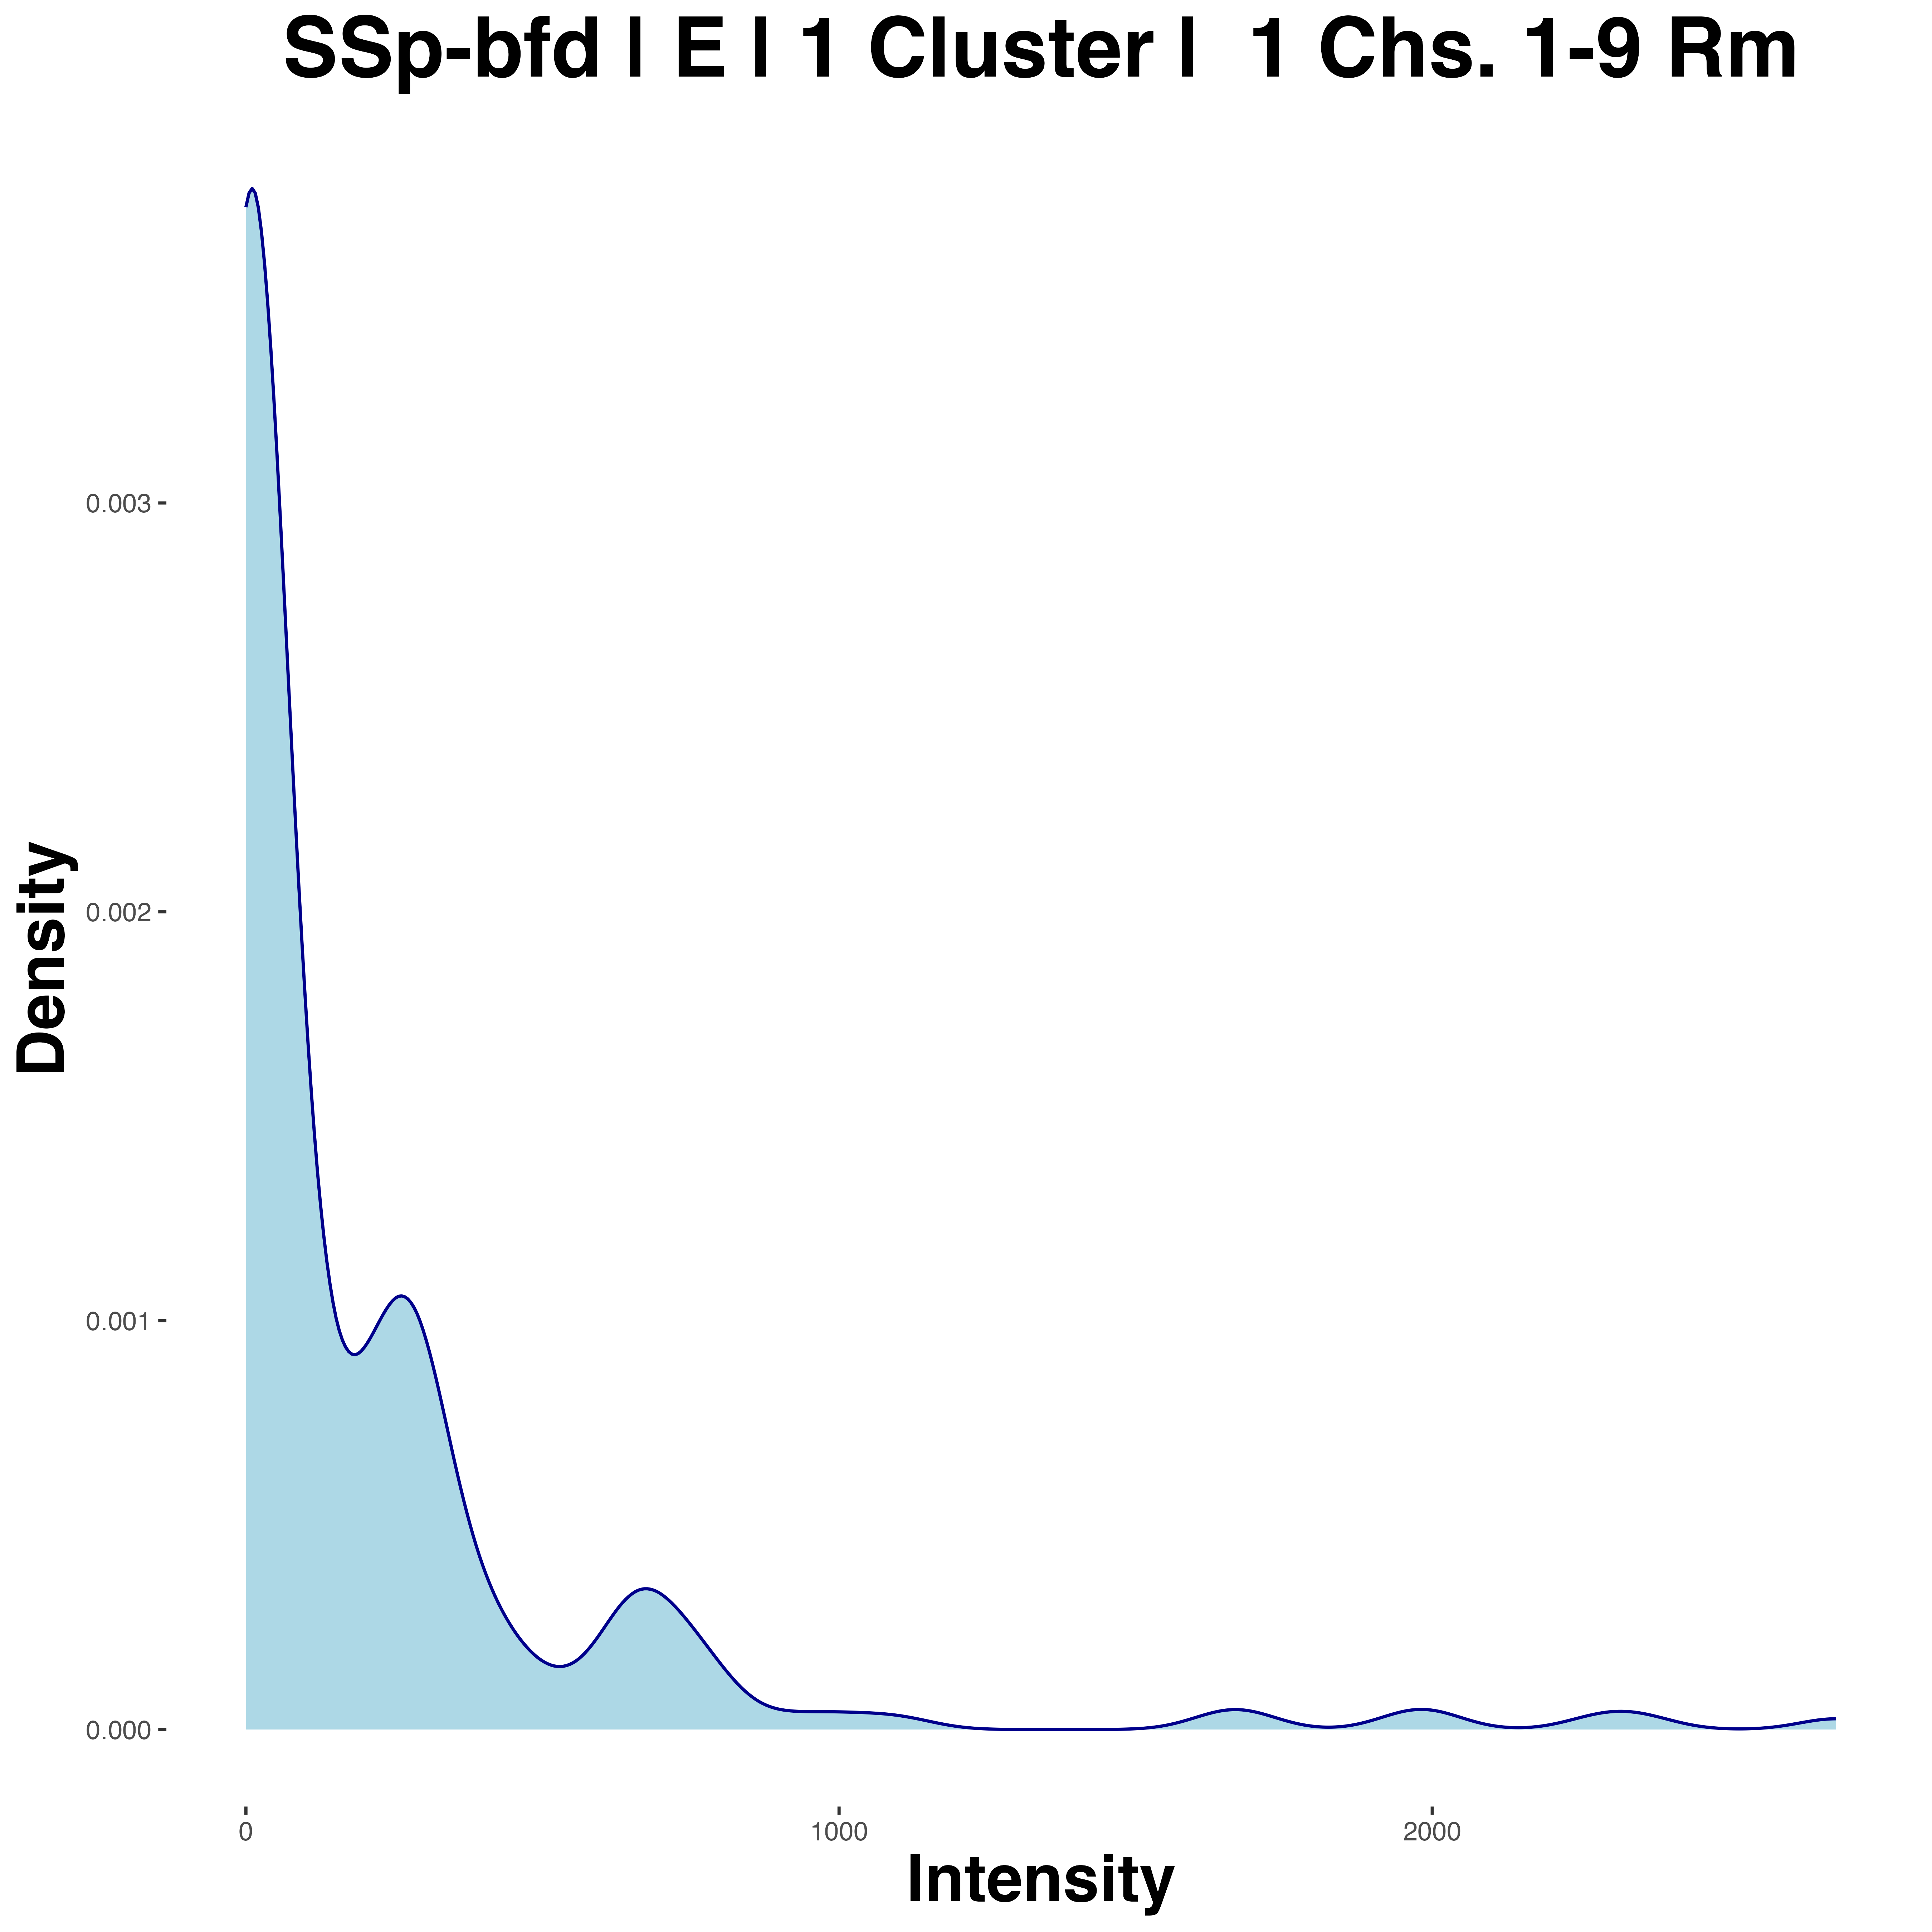 SSp-bfd | E | 1 Cluster |  1 Chs. 1-9 Rm
0.003
0.002
0.001
0.000
Density
0 1000 2000
Intensity